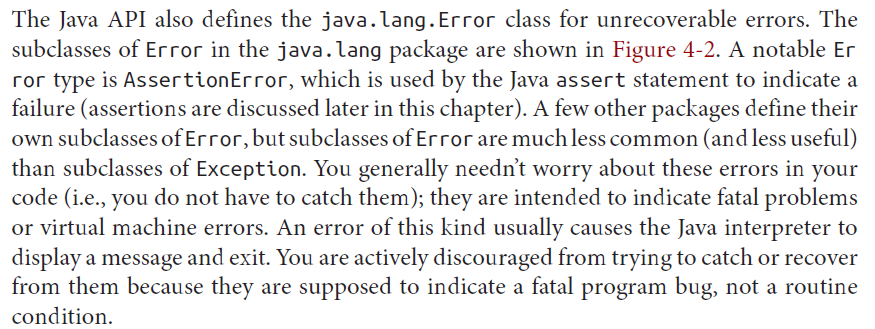 The Java API also defines the java.lang.Error class for unrecoverable errors. The
subclasses of Error in the java.lang package are shown in Figure 4-2. A notable Er
ror type is AssertionError, which is used by the Java assert statement to indicate a
failure (assertions are discussed later in this chapter). A few other packages define their
own subclasses of Error, but subclasses of Error are much less common (and less useful)
than subclasses of Exception. You generally needn’t worry about these errors in your
code (i.e., you do not have to catch them); they are intended to indicate fatal problems
or virtual machine errors. An error of this kind usually causes the Java interpreter to
display a message and exit. You are actively discouraged from trying to catch or recover
from them because they are supposed to indicate a fatal program bug, not a routine
condition.